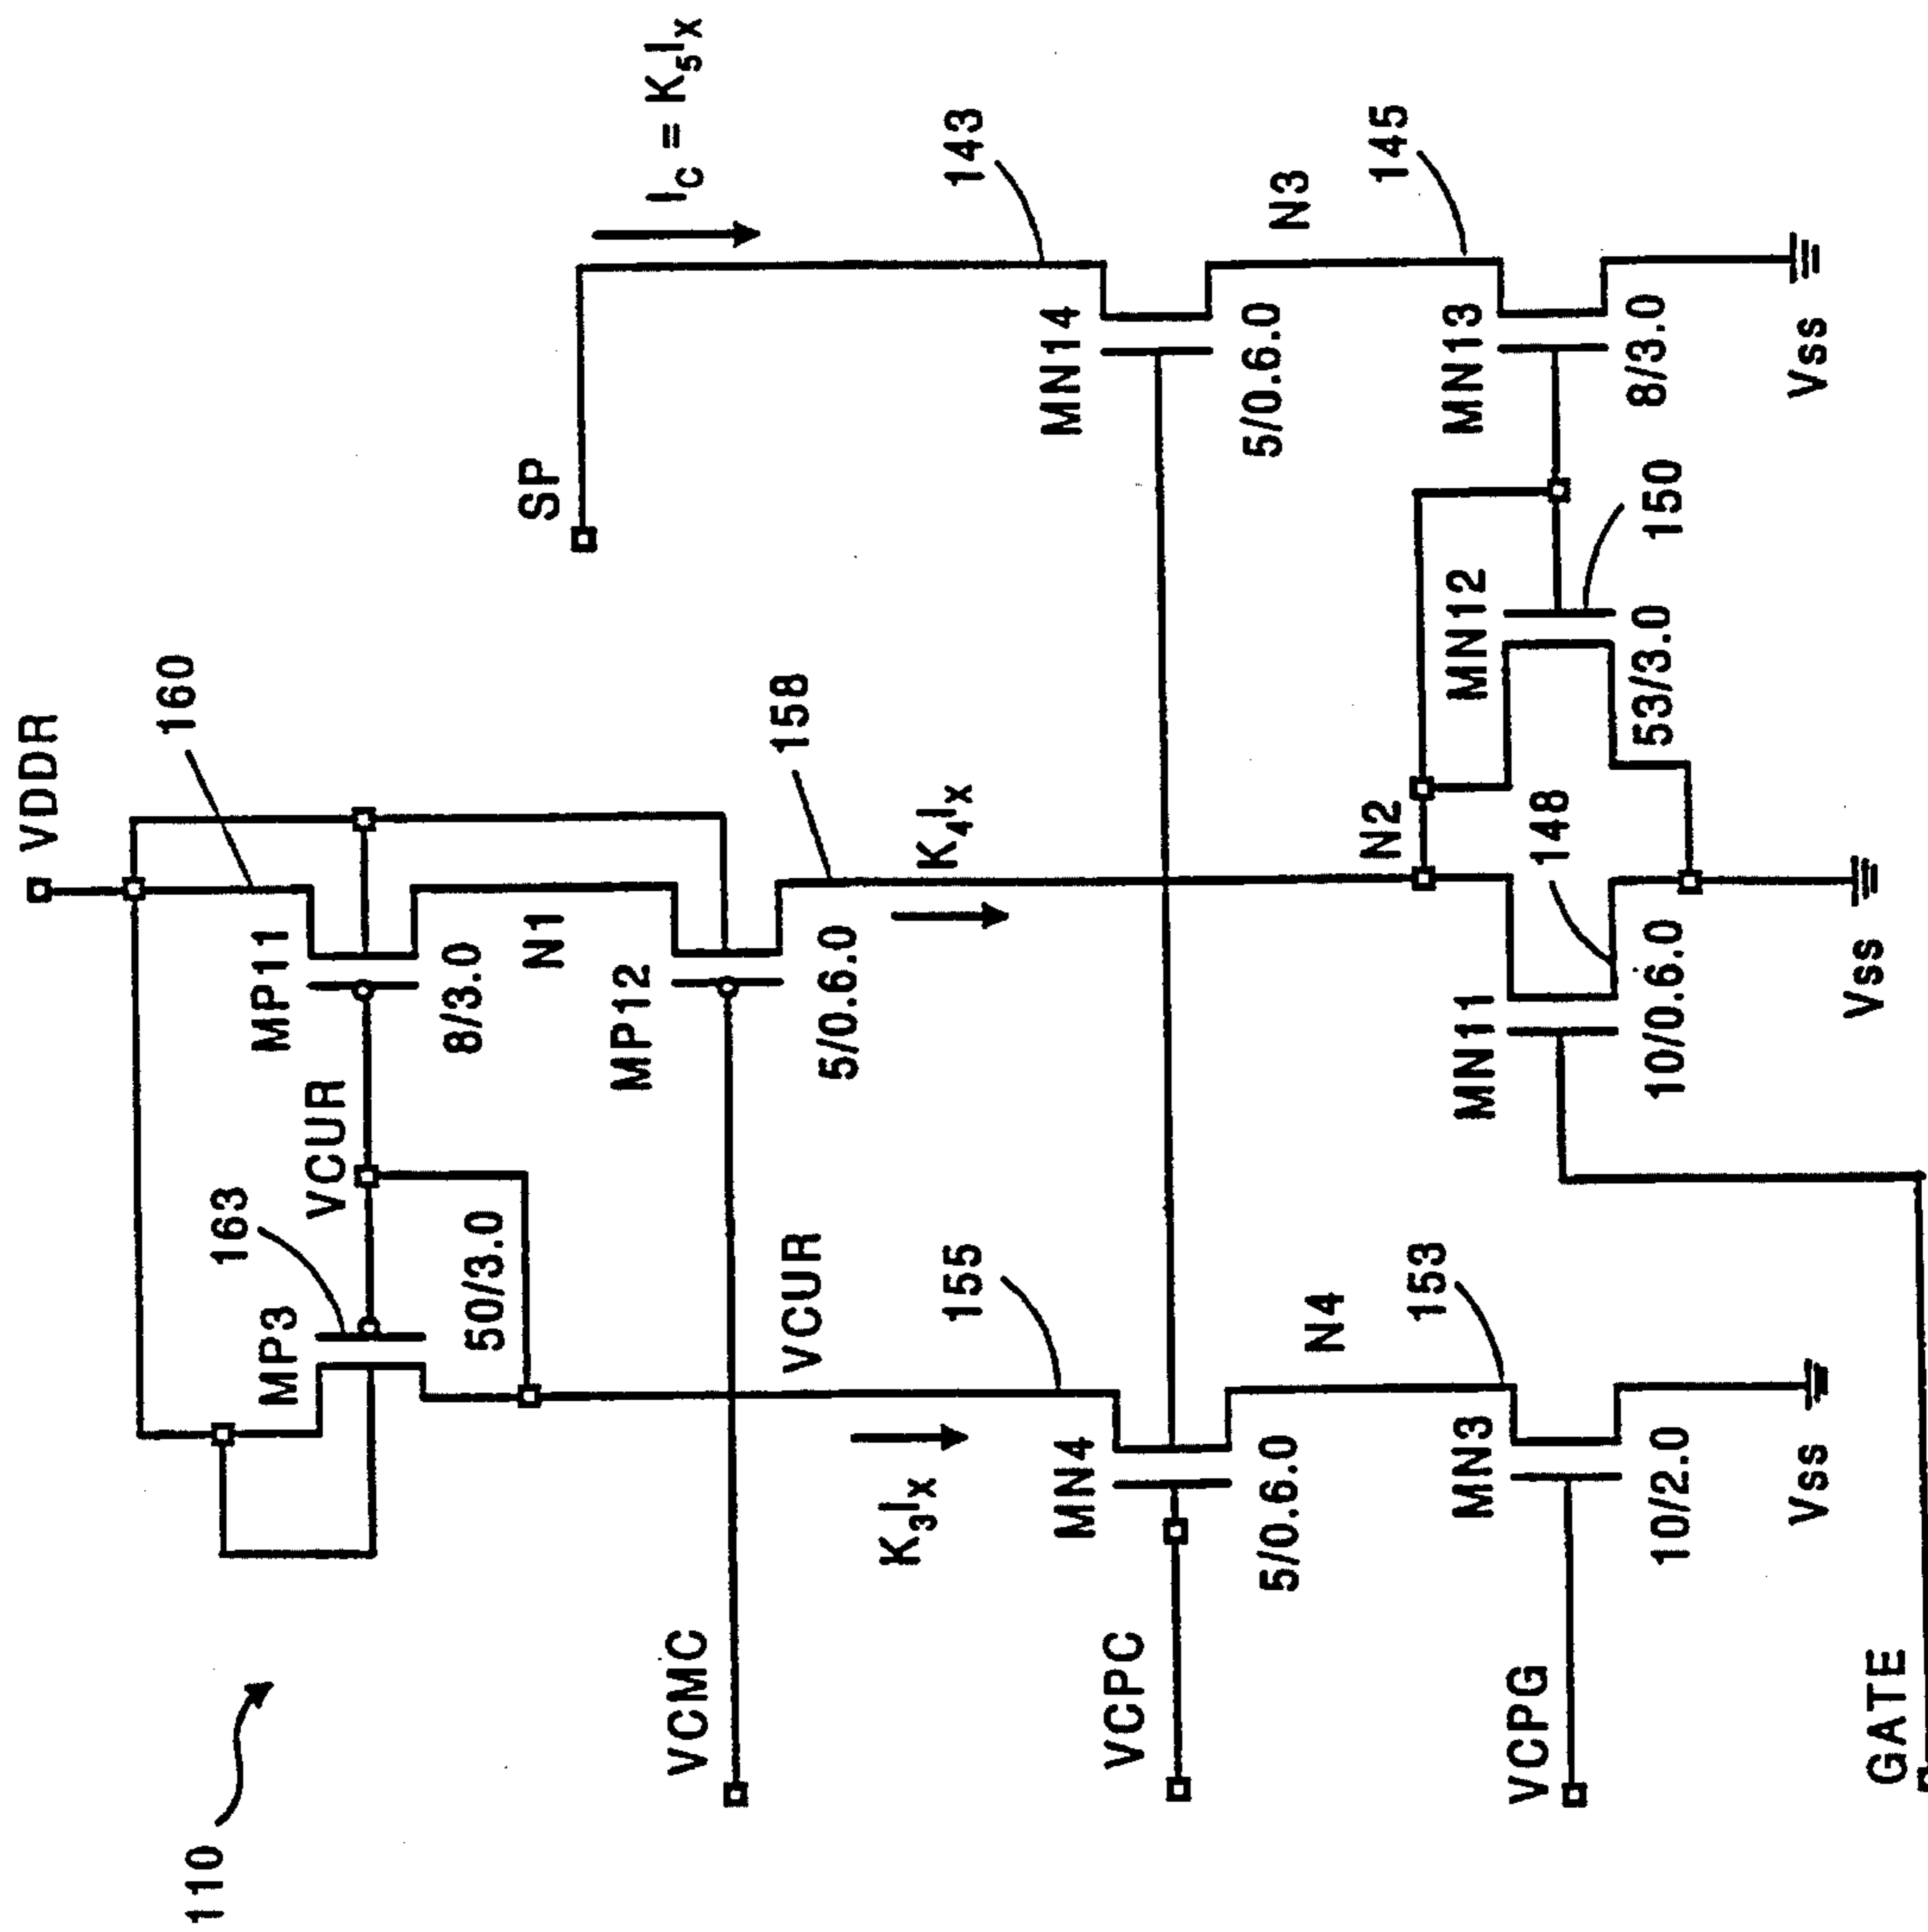 110
VDDR
160
MP11
8/3.0
N1
MP12
5/0.6.0
158
K4Ix
163
VCUR
MP3
50/3.0
VCUR
K3Ix
155
MN4
5/0.6.0
N4
153
MN3
10/2.0
Vss
VCMC
VCPC
VCPG
GATE
SP
IC = K5Ix
143
MN14
5/0.6.0
N3
145
MN13
8/3.0
Vss
N2
MN12
53/3.0
150
148
MN11
10/0.6.0
Vss